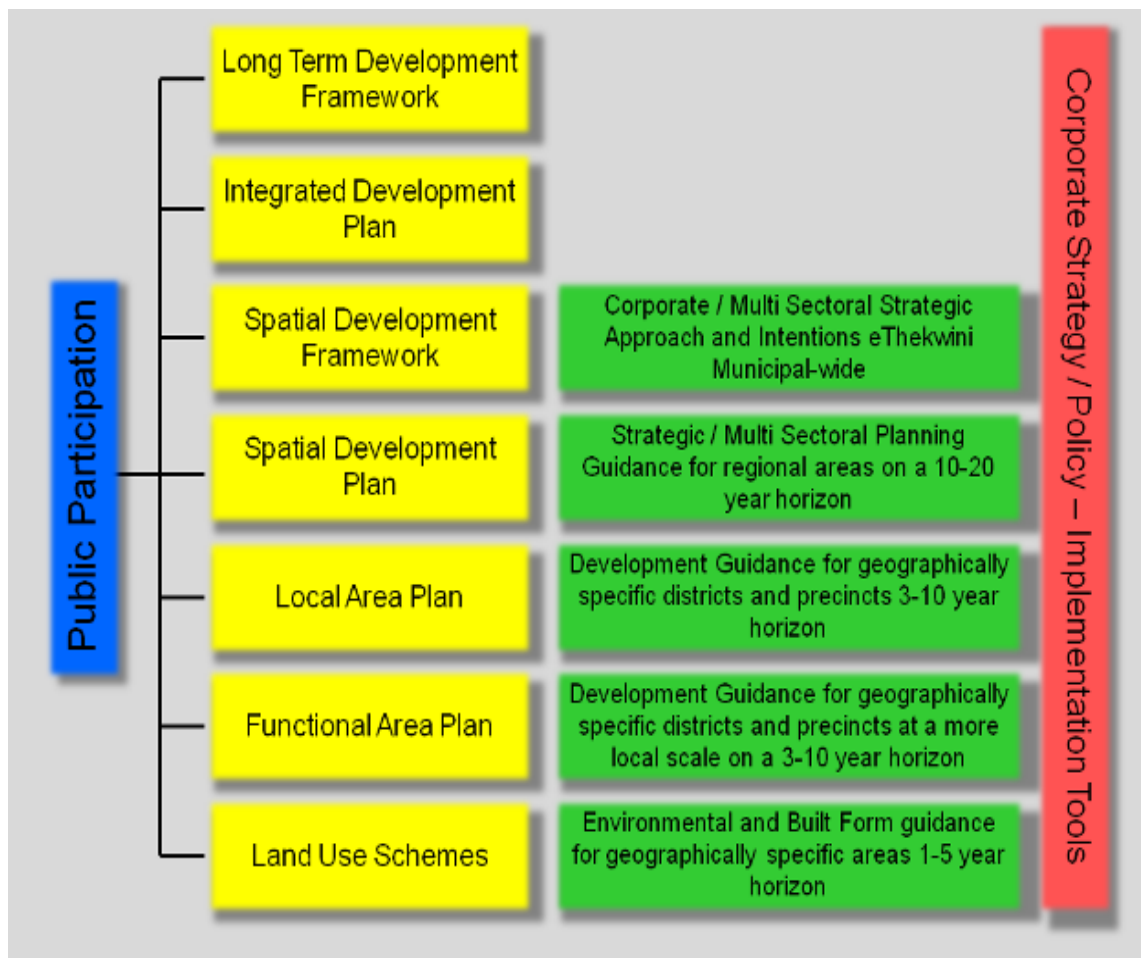 Public Participation
Long Term Development
Framework
Integrated Development
Plan
Spatial Development
Framework
Corporate / Multi Sectoral Strategic
Approach and Intentions eThekwini
Municipal-wide
Spatial Development
Plan
Strategic / Multi Sectoral Planning
Guidance for regional areas on a 10-20
year horizon
Local Area Plan
Development Guidance for geographically
specific districts and precincts 3-10 year
horizon
Functional Area Plan
Development Guidance for geographically
specific districts and precincts at a more
local scale on a 3-10 year horizon
Land Use Schemes
Environmental and Built Form guidance
for geographically specific areas 1-5 year
horizon
Corporate Strategy / Policy – Implementation Tools